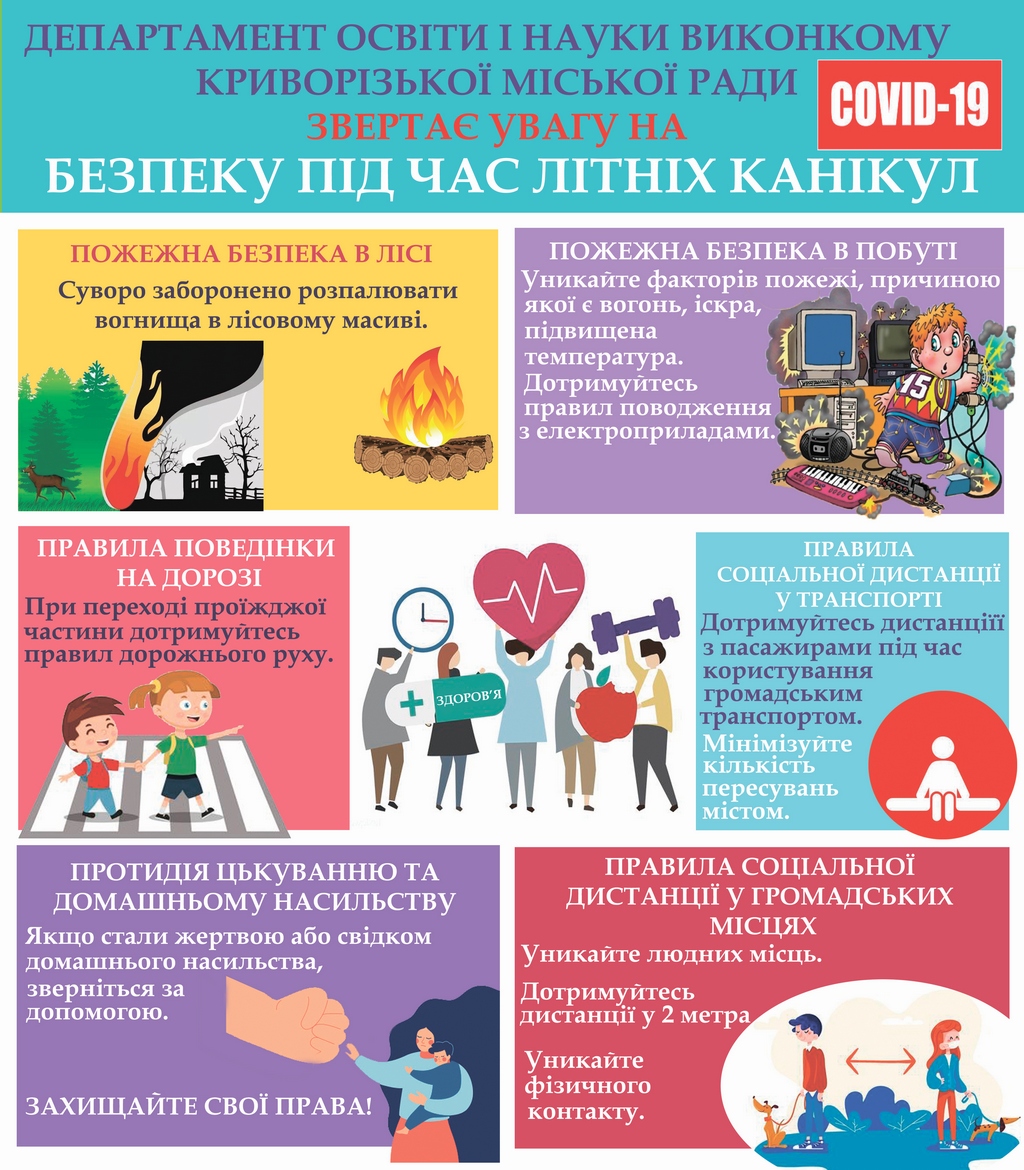 ДЕПАРТАМЕНТ ОСВІТИ І НАУКИ ВИКОНКОМУ
КРИВОРІЗЬКОЇ МІСЬКОЇ РАДИ
COVID-19
ЗВЕРТАЄ УВАГУ НА
БЕЗПЕКУ ПІД ЧАС ЛІТНІХ КАНІКУЛ
ПОЖЕЖНА БЕЗПЕКА В ЛІСІ
Суворо заборонено розпалювати
вогнища в лісовому масиві.
ПОЖЕЖНА БЕЗПЕКА В ПОБУТІ
Уникайте факторів пожежі, причиною
якої є вогонь, іскра,
підвищена
температура.
Дотримуйтесь
правил поводження
з електроприладами.
15
ПРАВИЛА ПОВЕДІНКИ
НА ДОРОЗІ
При переході проїжджої
частини дотримуйтесь
правил дорожнього руху.
ЗДОРОВ'Я
ПРАВИЛА
СОЦІАЛЬНОЇ ДИСТАНЦІЇ
У ТРАНСПОРТІ
Дотримуйтесь дистанціїї
з пасажирами під час
користування
громадським
транспортом.
Мінімізуйте
кількість
пересувань
містом.
ПРОТИДІЯ ЦЬКУВАННЮ ТА
ДОМАШНЬОМУ НАСИЛЬСТВУ
Якщо стали жертвою або свідком
домашнього насильства,
зверніться за
допомогою.
ЗАХИЩАЙТЕ СВОЇ ПРАВА!
ПРАВИЛА СОЦІАЛЬНОЇ
ДИСТАНЦІЇ У ГРОМАДСЬКИХ
МІСЦЯХ
Уникайте людних місць.
Дотримуйтесь
дистанції у 2 метра
Уникайте
фізичного
контакту.